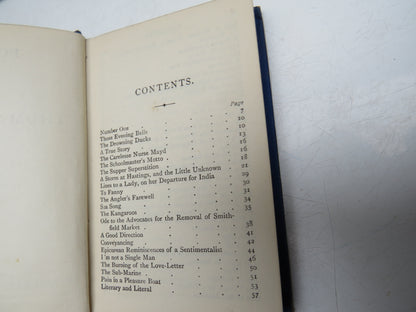 CONTENTS.
Page
Number One . . . . . . 7
Those Evening Bells . . . . . 10
The Drowning Ducks . . . . . 10
A True Story . . . . . . 13
The Careless Nurse Mayd . . . . 16
The Schoolmaster's Motto . . . . 16
The Supper Superstition . . . . 18
A Storm at Hastings, and the Little Unknown . 21
Lines to a Lady, on her Departure for India . 29
To Fanny . . . . . . 30
The Angler's Farewell . . . . 31
Sea Song . . . . . . 34
The Kangaroos . . . . . 35
Ode to the Advocates for the Removal of Smith-
field Market . . . . . 38
A Good Direction . . . . . 41
Conveyancing . . . . . 42
Epicurean Reminiscences of a Sentimentalist . 44
I'm not a Single Man . . . . 46
The Burning of the Love-Letter . . . 50
The Sub-Marine . . . . . 51
Pain in a Pleasure Boat . . . . 53
Literary and Literal . . . . . 57